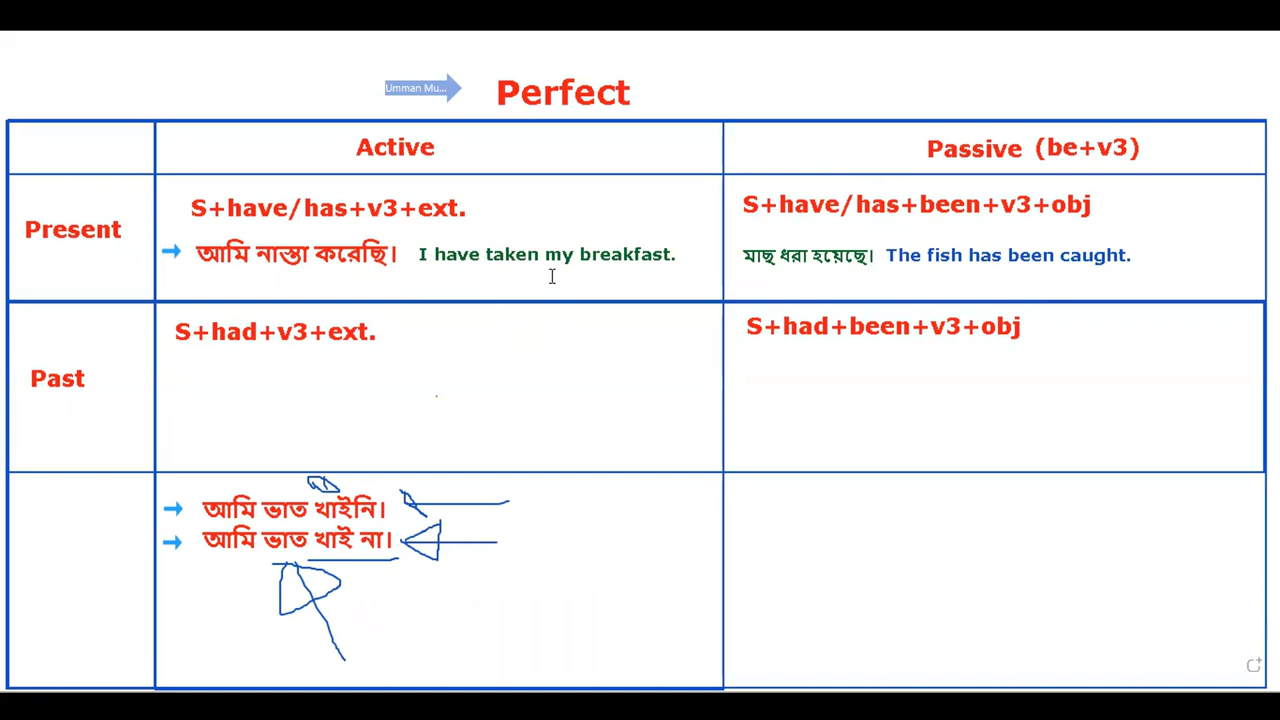 Umman Mu...
Perfect
Active
Passive (be+v3)
Present
S+have/has+v3+ext.
আমি নাস্তা করেছি। I have taken my breakfast.
S+have/has+been+v3+obj
মাছ ধরা হয়েছে। The fish has been caught.
Past
S+had+v3+ext.
S+had+been+v3+obj
আমি ভাত খাইনি।
আমি ভাত খাই না।